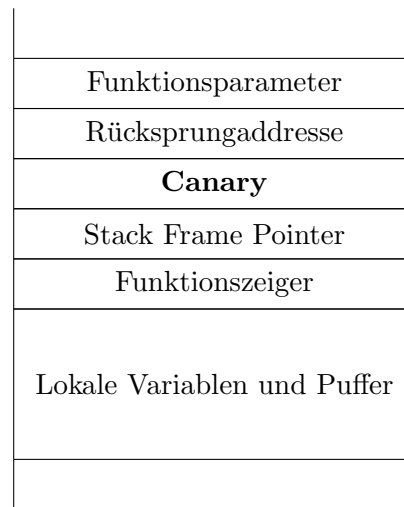 Funktionsparameter
Rücksprungaddresse
Canary
Stack Frame Pointer
Funktionszeiger
Lokale Variablen und Puffer